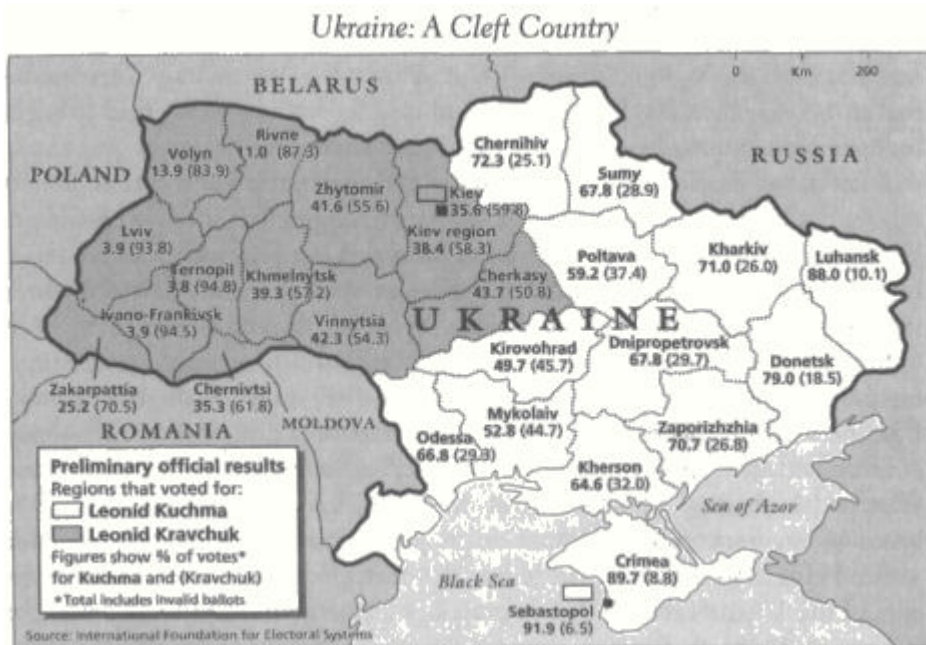 Ukraine: A Cleft Country
0 Km 200
BELARUS
POLAND
RUSSIA
Rivne
11.0 (87.3)
Volyn
13.9 (83.9)
Zhytomir
41.6 (55.6)
Kiev
35.6 (59.8)
Kiev region
38.4 (58.3)
Chernihiv
72.3 (25.1)
Sumy
67.8 (28.9)
Lviv
3.9 (93.8)
Ternopil
3.8 (94.8)
Khmelnytsk
39.3 (57.2)
Cherkasy
43.7 (50.8)
Poltava
59.2 (37.4)
Kharkiv
71.0 (26.0)
Luhansk
88.0 (10.1)
Ivano-Frankivsk
3.9 (94.5)
Vinnytsia
42.3 (54.3)
UKRAINE
Kirovohrad
49.7 (45.7)
Dnipropetrovsk
67.8 (29.7)
Donetsk
79.0 (18.5)
Zakarpattia
25.2 (70.5)
Chernivtsi
35.3 (61.8)
MOLDOVA
ROMANIA
Odessa
66.8 (29.3)
Mykolaiv
52.8 (44.7)
Zaporizhzhia
70.7 (26.8)
Kherson
64.6 (32.0)
Sea of Azov
Black Sea
Crimea
89.7 (8.8)
Sebastopol
91.9 (6.5)
Preliminary official results
Regions that voted for:
Leonid Kuchma
Leonid Kravchuk
Figures show % of votes*
for Kuchma and (Kravchuk)
*Total includes invalid ballots
Source: International Foundation for Electoral Systems